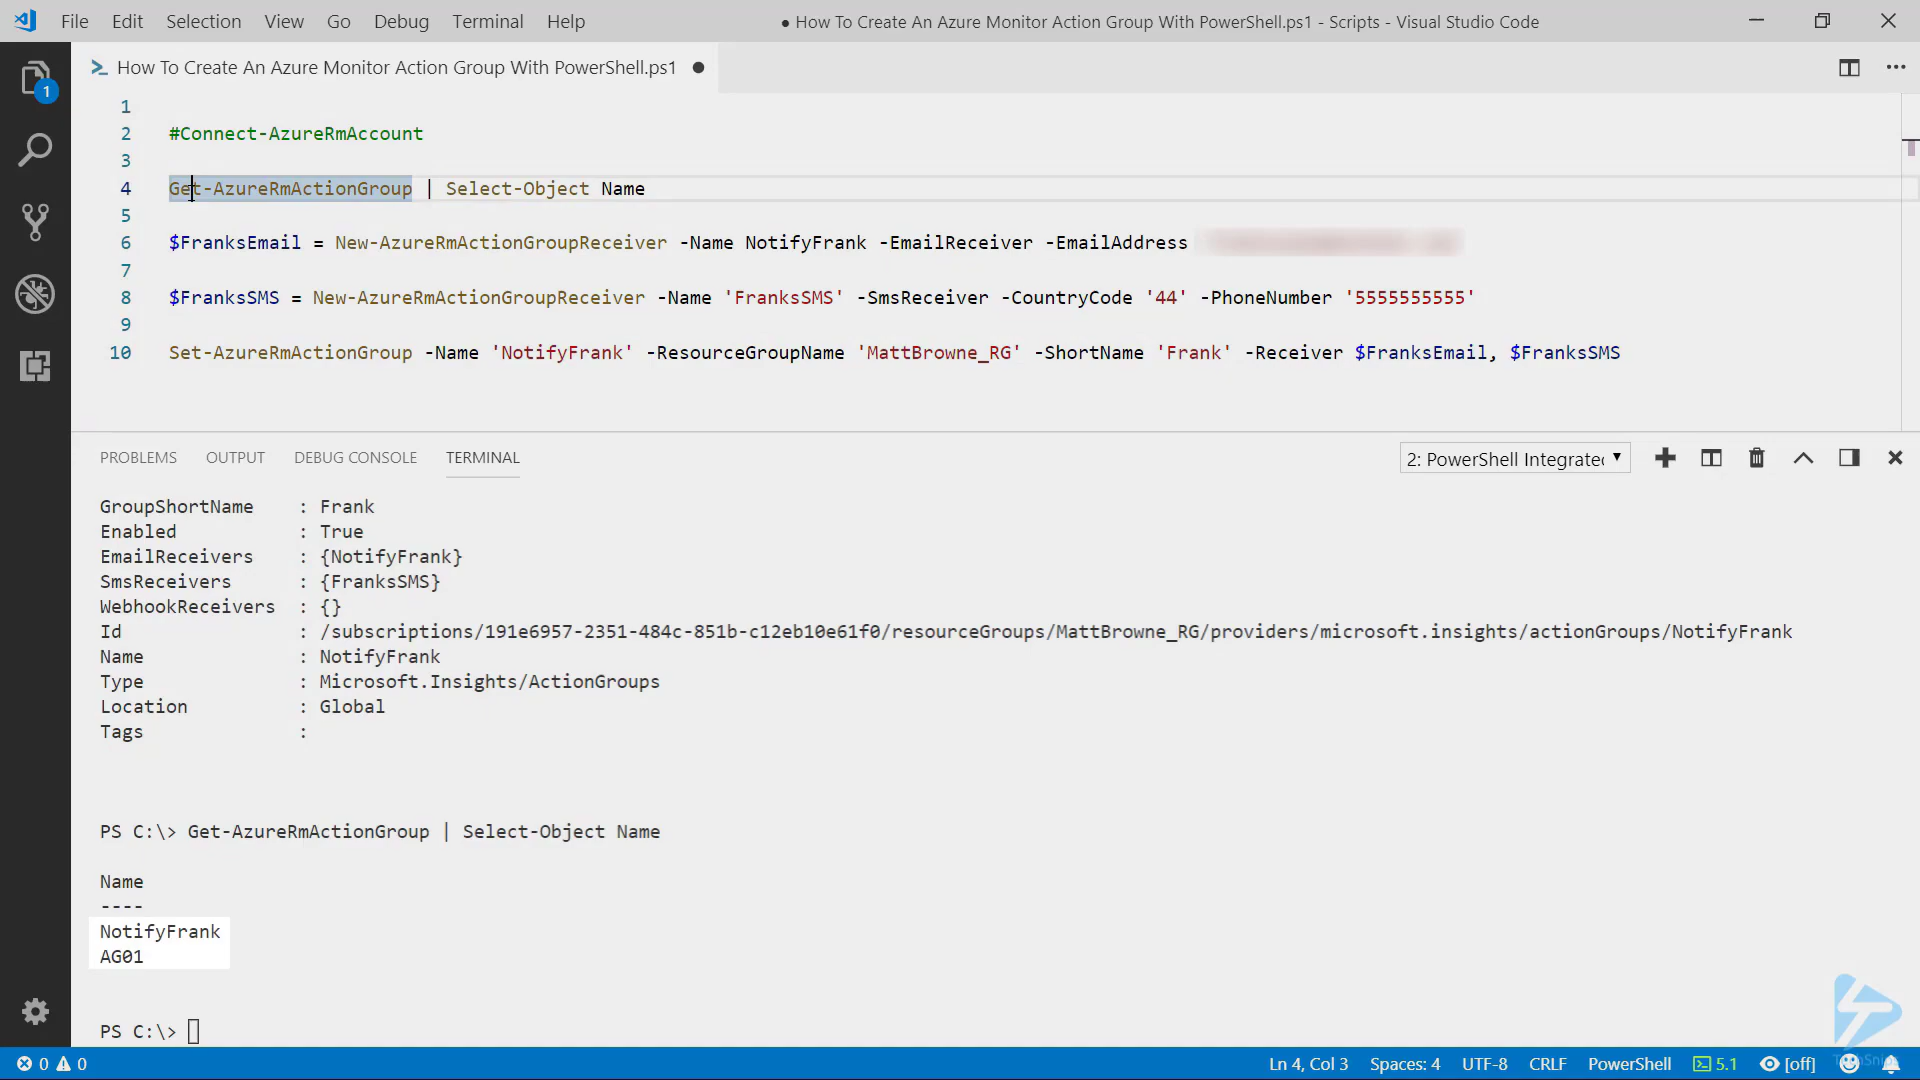 File Edit Selection View Go Debug Terminal Help ● How To Create An Azure Monitor Action Group With PowerShell.ps1 - Scripts - Visual Studio Code
How To Create An Azure Monitor Action Group With PowerShell.ps1 ●
1
1
2 #Connect-AzureRmAccount
3
4 Get-AzureRmActionGroup | Select-Object Name
5
6 $FranksEmail = New-AzureRmActionGroupReceiver -Name NotifyFrank -EmailReceiver -EmailAddress
7
8 $FranksSMS = New-AzureRmActionGroupReceiver -Name 'FranksSMS' -SmsReceiver -CountryCode '44' -PhoneNumber '5555555555'
9
10 Set-AzureRmActionGroup -Name 'NotifyFrank' -ResourceGroupName 'MattBrowne_RG' -ShortName 'Frank' -Receiver $FranksEmail, $FranksSMS
PROBLEMS OUTPUT DEBUG CONSOLE TERMINAL 2: PowerShell Integrated
GroupShortName : Frank
Enabled : True
EmailReceivers : {NotifyFrank}
SmsReceivers : {FranksSMS}
WebhookReceivers : {}
Id : /subscriptions/191e6957-2351-484c-851b-c12eb10e61f0/resourceGroups/MattBrowne_RG/providers/microsoft.insights/actionGroups/NotifyFrank
Name : NotifyFrank
Type : Microsoft.Insights/ActionGroups
Location : Global
Tags :
PS C:\> Get-AzureRmActionGroup | Select-Object Name
Name
----
NotifyFrank
AG01
PS C:\>
0 0 Ln 4, Col 3 Spaces: 4 UTF-8 CRLF PowerShell 5.1 [off]